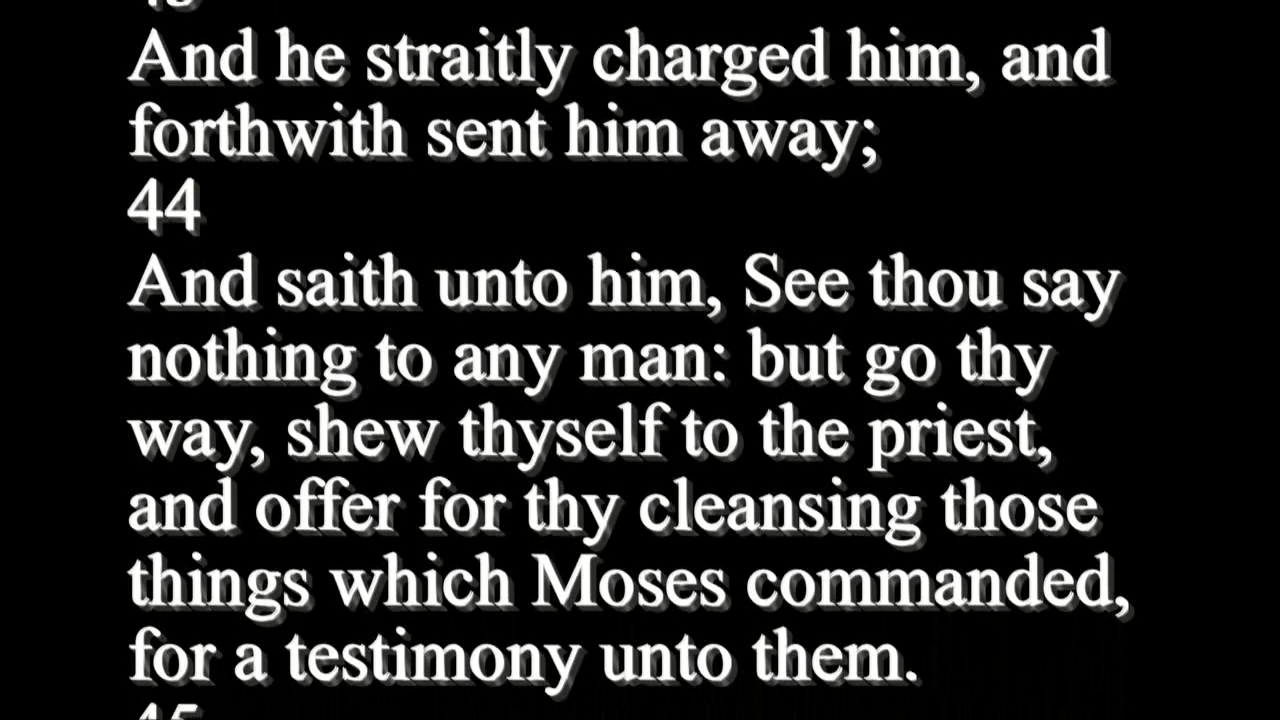 And he straitly charged him, and
forthwith sent him away;
44
And saith unto him, See thou say
nothing to any man: but go thy
way, shew thyself to the priest,
and offer for thy cleansing those
things which Moses commanded,
for a testimony unto them.